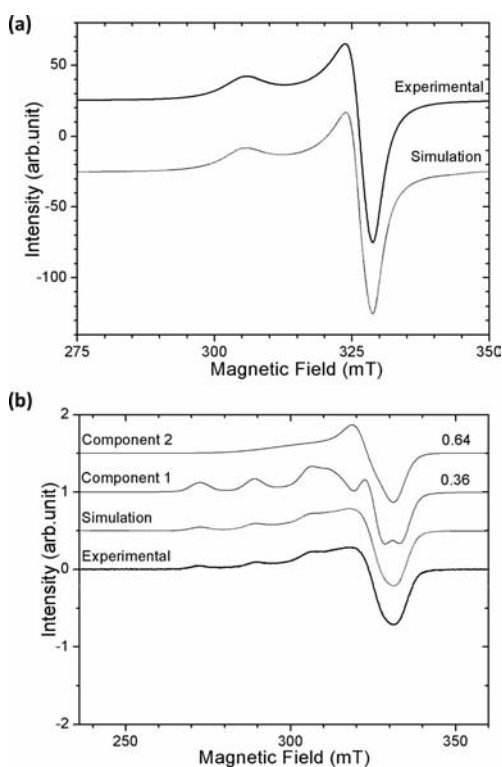 (a)
50
0
-50
-100
Experimental
Simulation
Intensity (arb.unit)
275
300
325
350
Magnetic Field (mT)
(b)
2
1
0
-1
-2
Component 2
0.64
Component 1
0.36
Simulation
Experimental
Intensity (arb.unit)
250
300
350
Magnetic Field (mT)